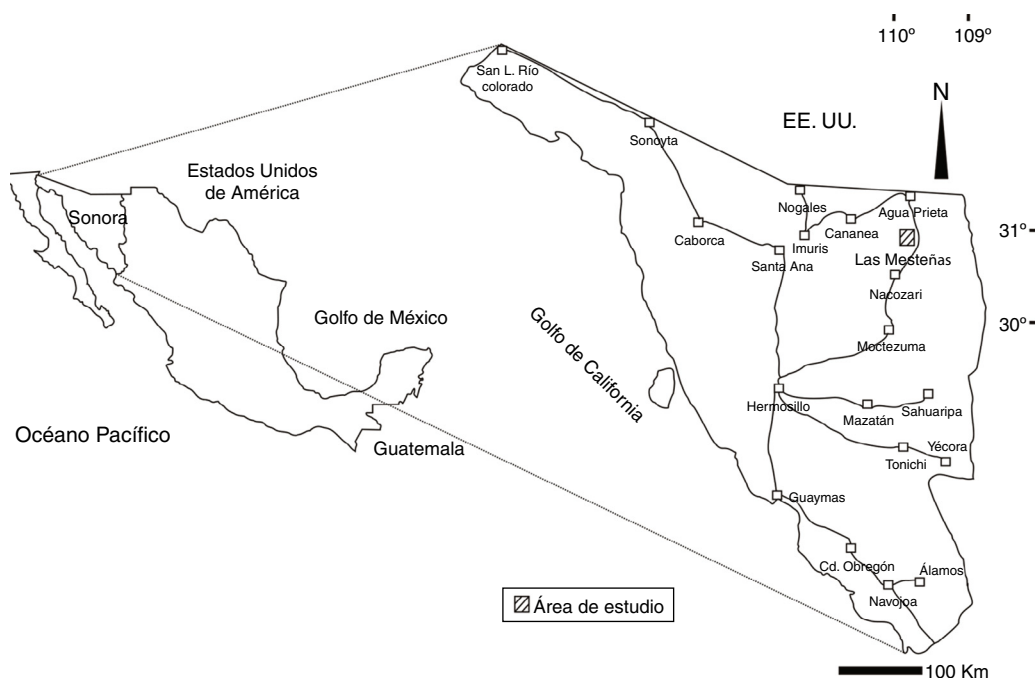 110º
109º
N
San L. Río
colorado
EE. UU.
Sonoyta
Estados Unidos
de América
Sonora
Nogales
Agua Prieta
Cananea
Caborca
Imuris
31º
Santa Ana
Las Mesteñas
Nacozari
Golfo de México
Golfo de California
30º
Moctezuma
Hermosillo
Mazatán
Sahuaripa
Océano Pacífico
Guatemala
Yécora
Tonichi
Guaymas
Cd. Obregón
Álamos
Navojoa
Área de estudio
100 Km